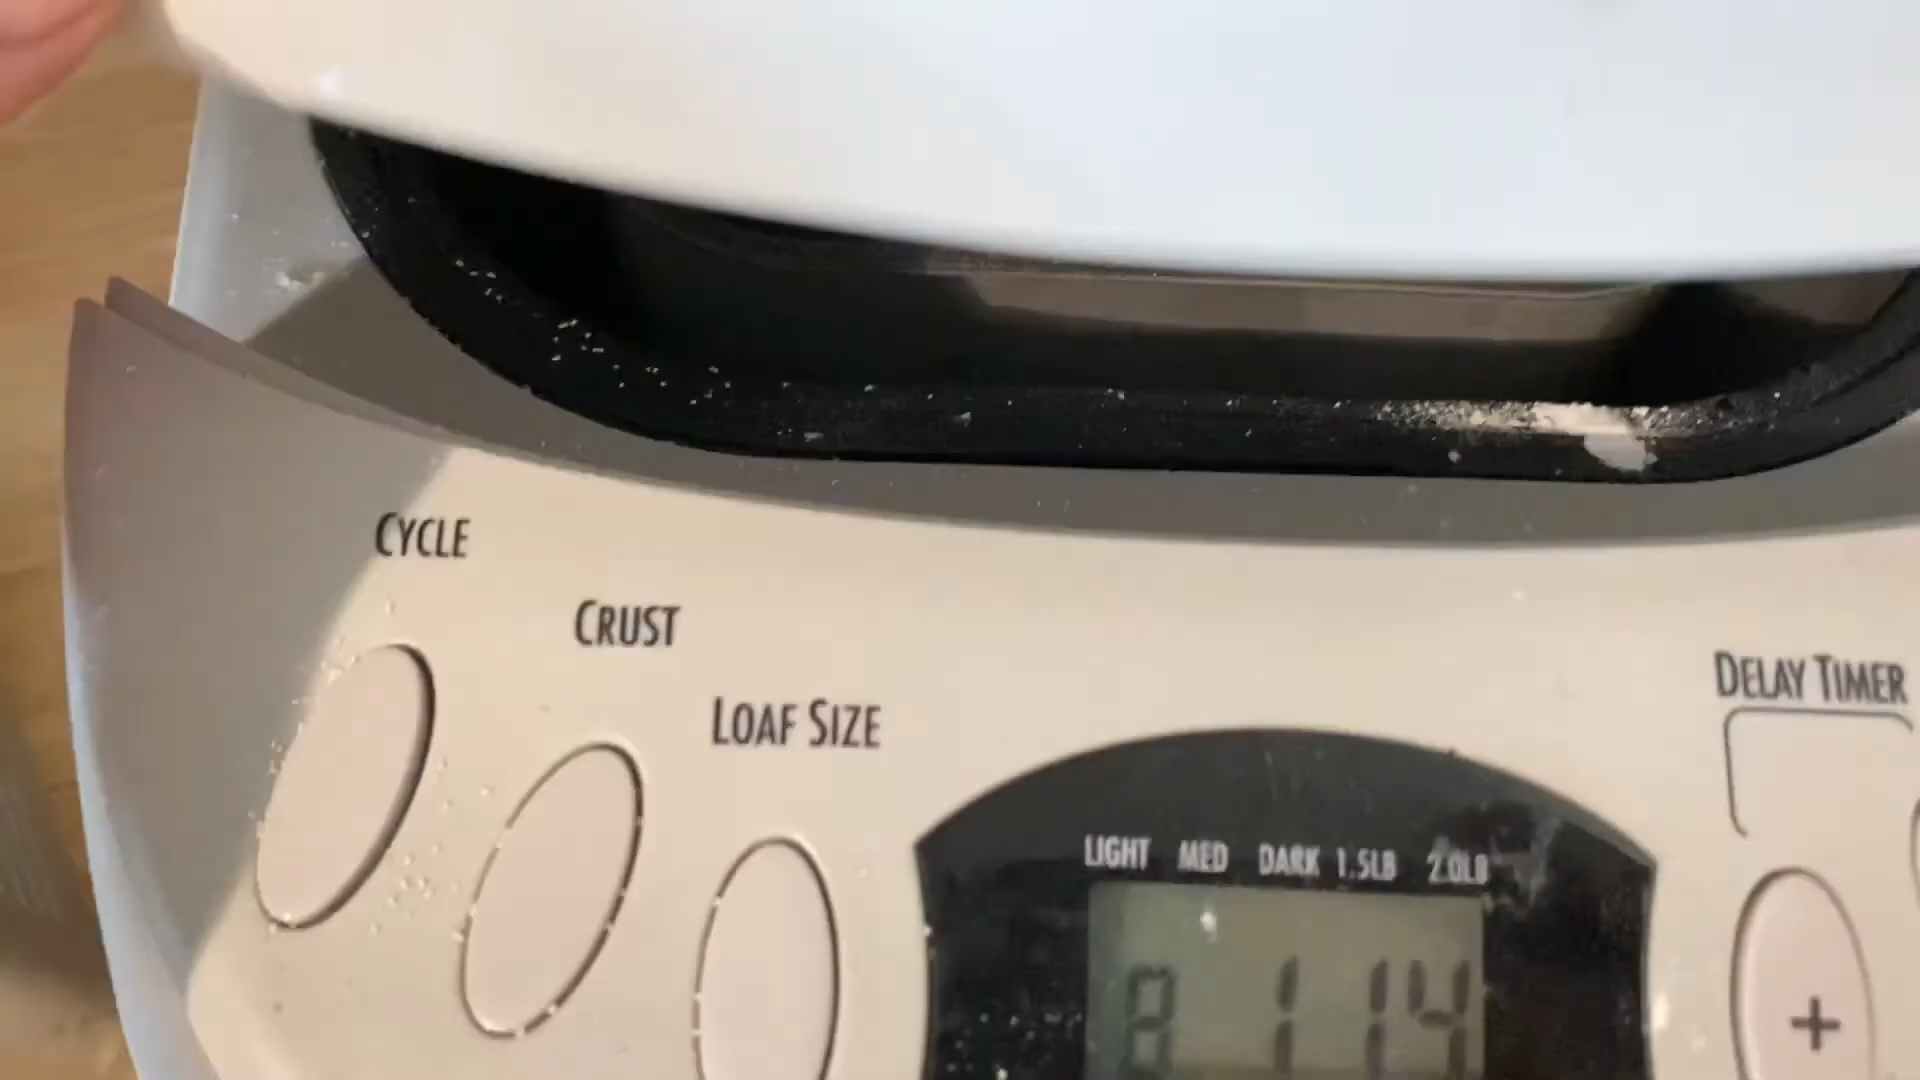 CYCLE
CRUST
LOAF SIZE
DELAY TIMER
LIGHT MED DARK 1.5LB 2.0LB
8 1 14
+